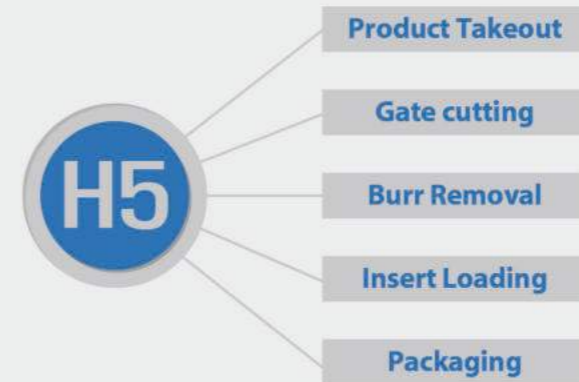 H5
Product Takeout
Gate cutting
Burr Removal
Insert Loading
Packaging